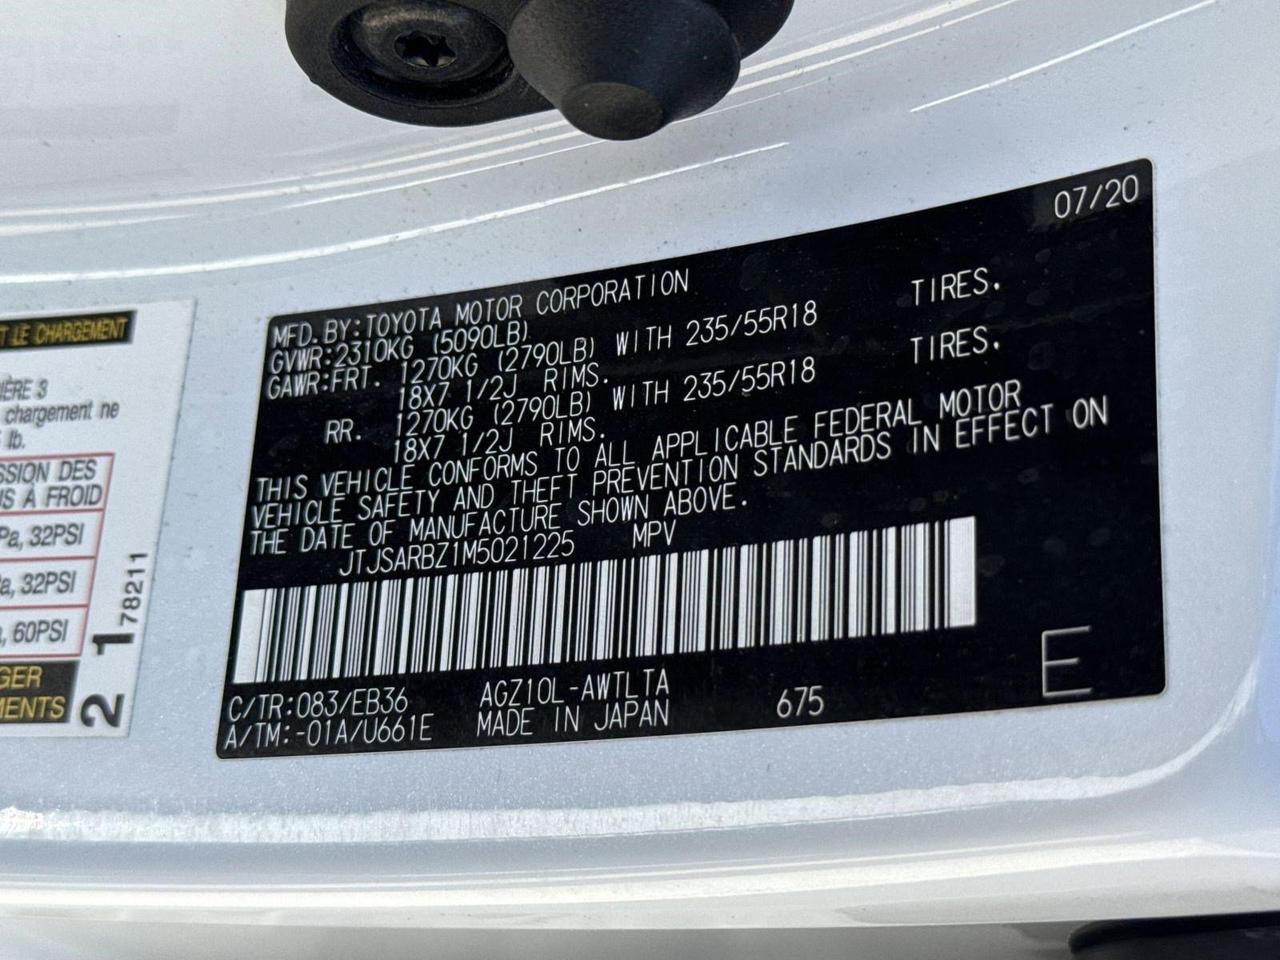 07/20
MFD. BY: TOYOTA MOTOR CORPORATION
GVWR: 2310KG (5090LB)
GAWR: FRT. 1270KG (2790LB) WITH 235/55R18 TIRES.
18X7 1/2J RIMS.
RR. 1270KG (2790LB) WITH 235/55R18 TIRES.
18X7 1/2J RIMS.
THIS VEHICLE CONFORMS TO ALL APPLICABLE FEDERAL MOTOR
VEHICLE SAFETY AND THEFT PREVENTION STANDARDS IN EFFECT ON
THE DATE OF MANUFACTURE SHOWN ABOVE.
JTJSARBZ1M5021225 MPV
C/TR: 083/EB36 AGZ10L-AWTLTA
A/TM: -01A/U661E MADE IN JAPAN 675
E
T LE CHARGEMENT
IÈRE 3
chargement ne
lb.
SSION DES
S À FROID
Pa, 32PSI
a, 32PSI
, 60PSI
GER
MENTS
2 1 78211